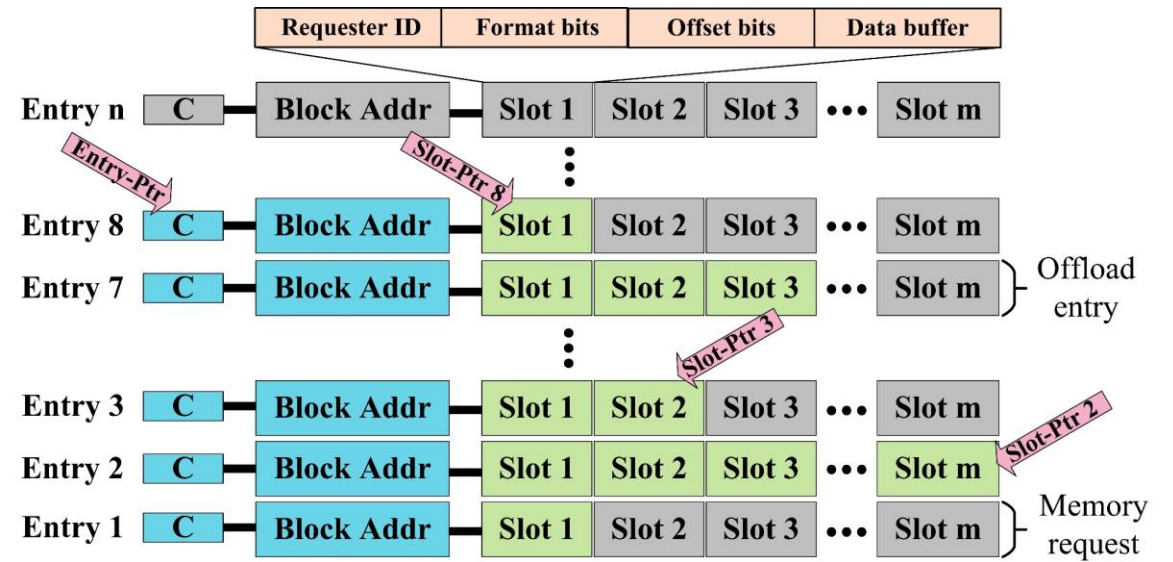 Requester ID Format bits Offset bits Data buffer
Entry n C Block Addr Slot 1 Slot 2 Slot 3 ••• Slot m
Entry-Ptr
Slot-Ptr 8
Entry 8 C Block Addr Slot 1 Slot 2 Slot 3 ••• Slot m
Entry 7 C Block Addr Slot 1 Slot 2 Slot 3 ••• Slot m
Offload
entry
Slot-Ptr 3
Entry 3 C Block Addr Slot 1 Slot 2 Slot 3 ••• Slot m
Slot-Ptr 2
Entry 2 C Block Addr Slot 1 Slot 2 Slot 3 ••• Slot m
Entry 1 C Block Addr Slot 1 Slot 2 Slot 3 ••• Slot m
Memory
request